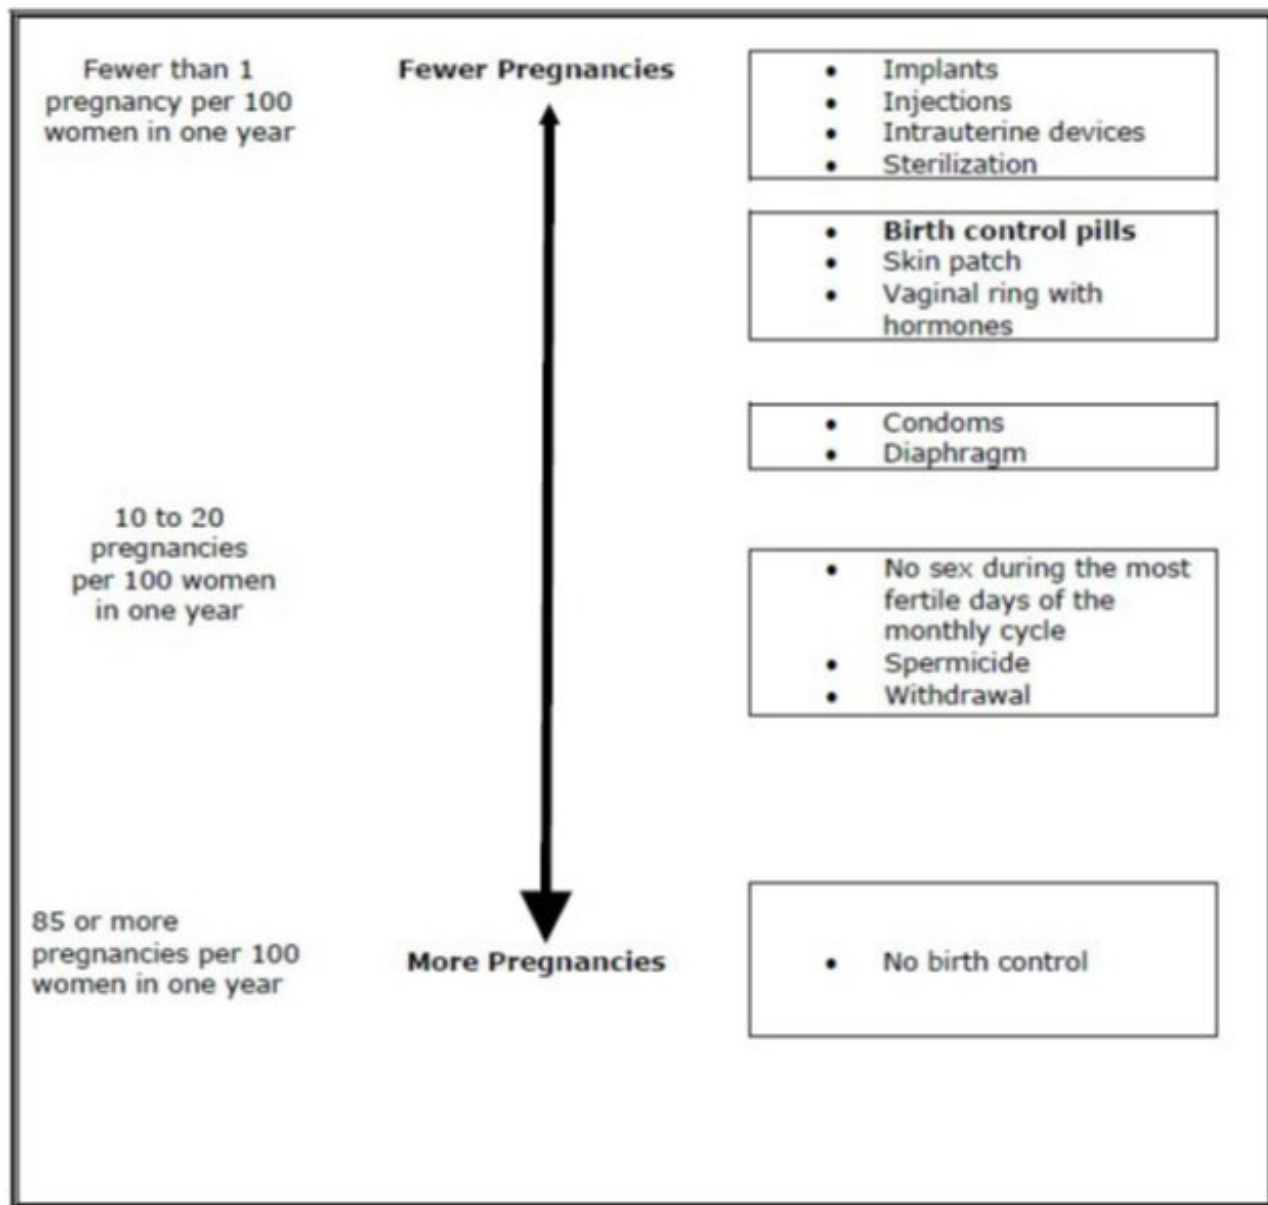 Fewer than 1
pregnancy per 100
women in one year
Fewer Pregnancies
• Implants
• Injections
• Intrauterine devices
• Sterilization
• Birth control pills
• Skin patch
• Vaginal ring with
hormones
• Condoms
• Diaphragm
10 to 20
pregnancies
per 100 women
in one year
• No sex during the most
fertile days of the
monthly cycle
• Spermicide
• Withdrawal
85 or more
pregnancies per 100
women in one year
More Pregnancies
• No birth control